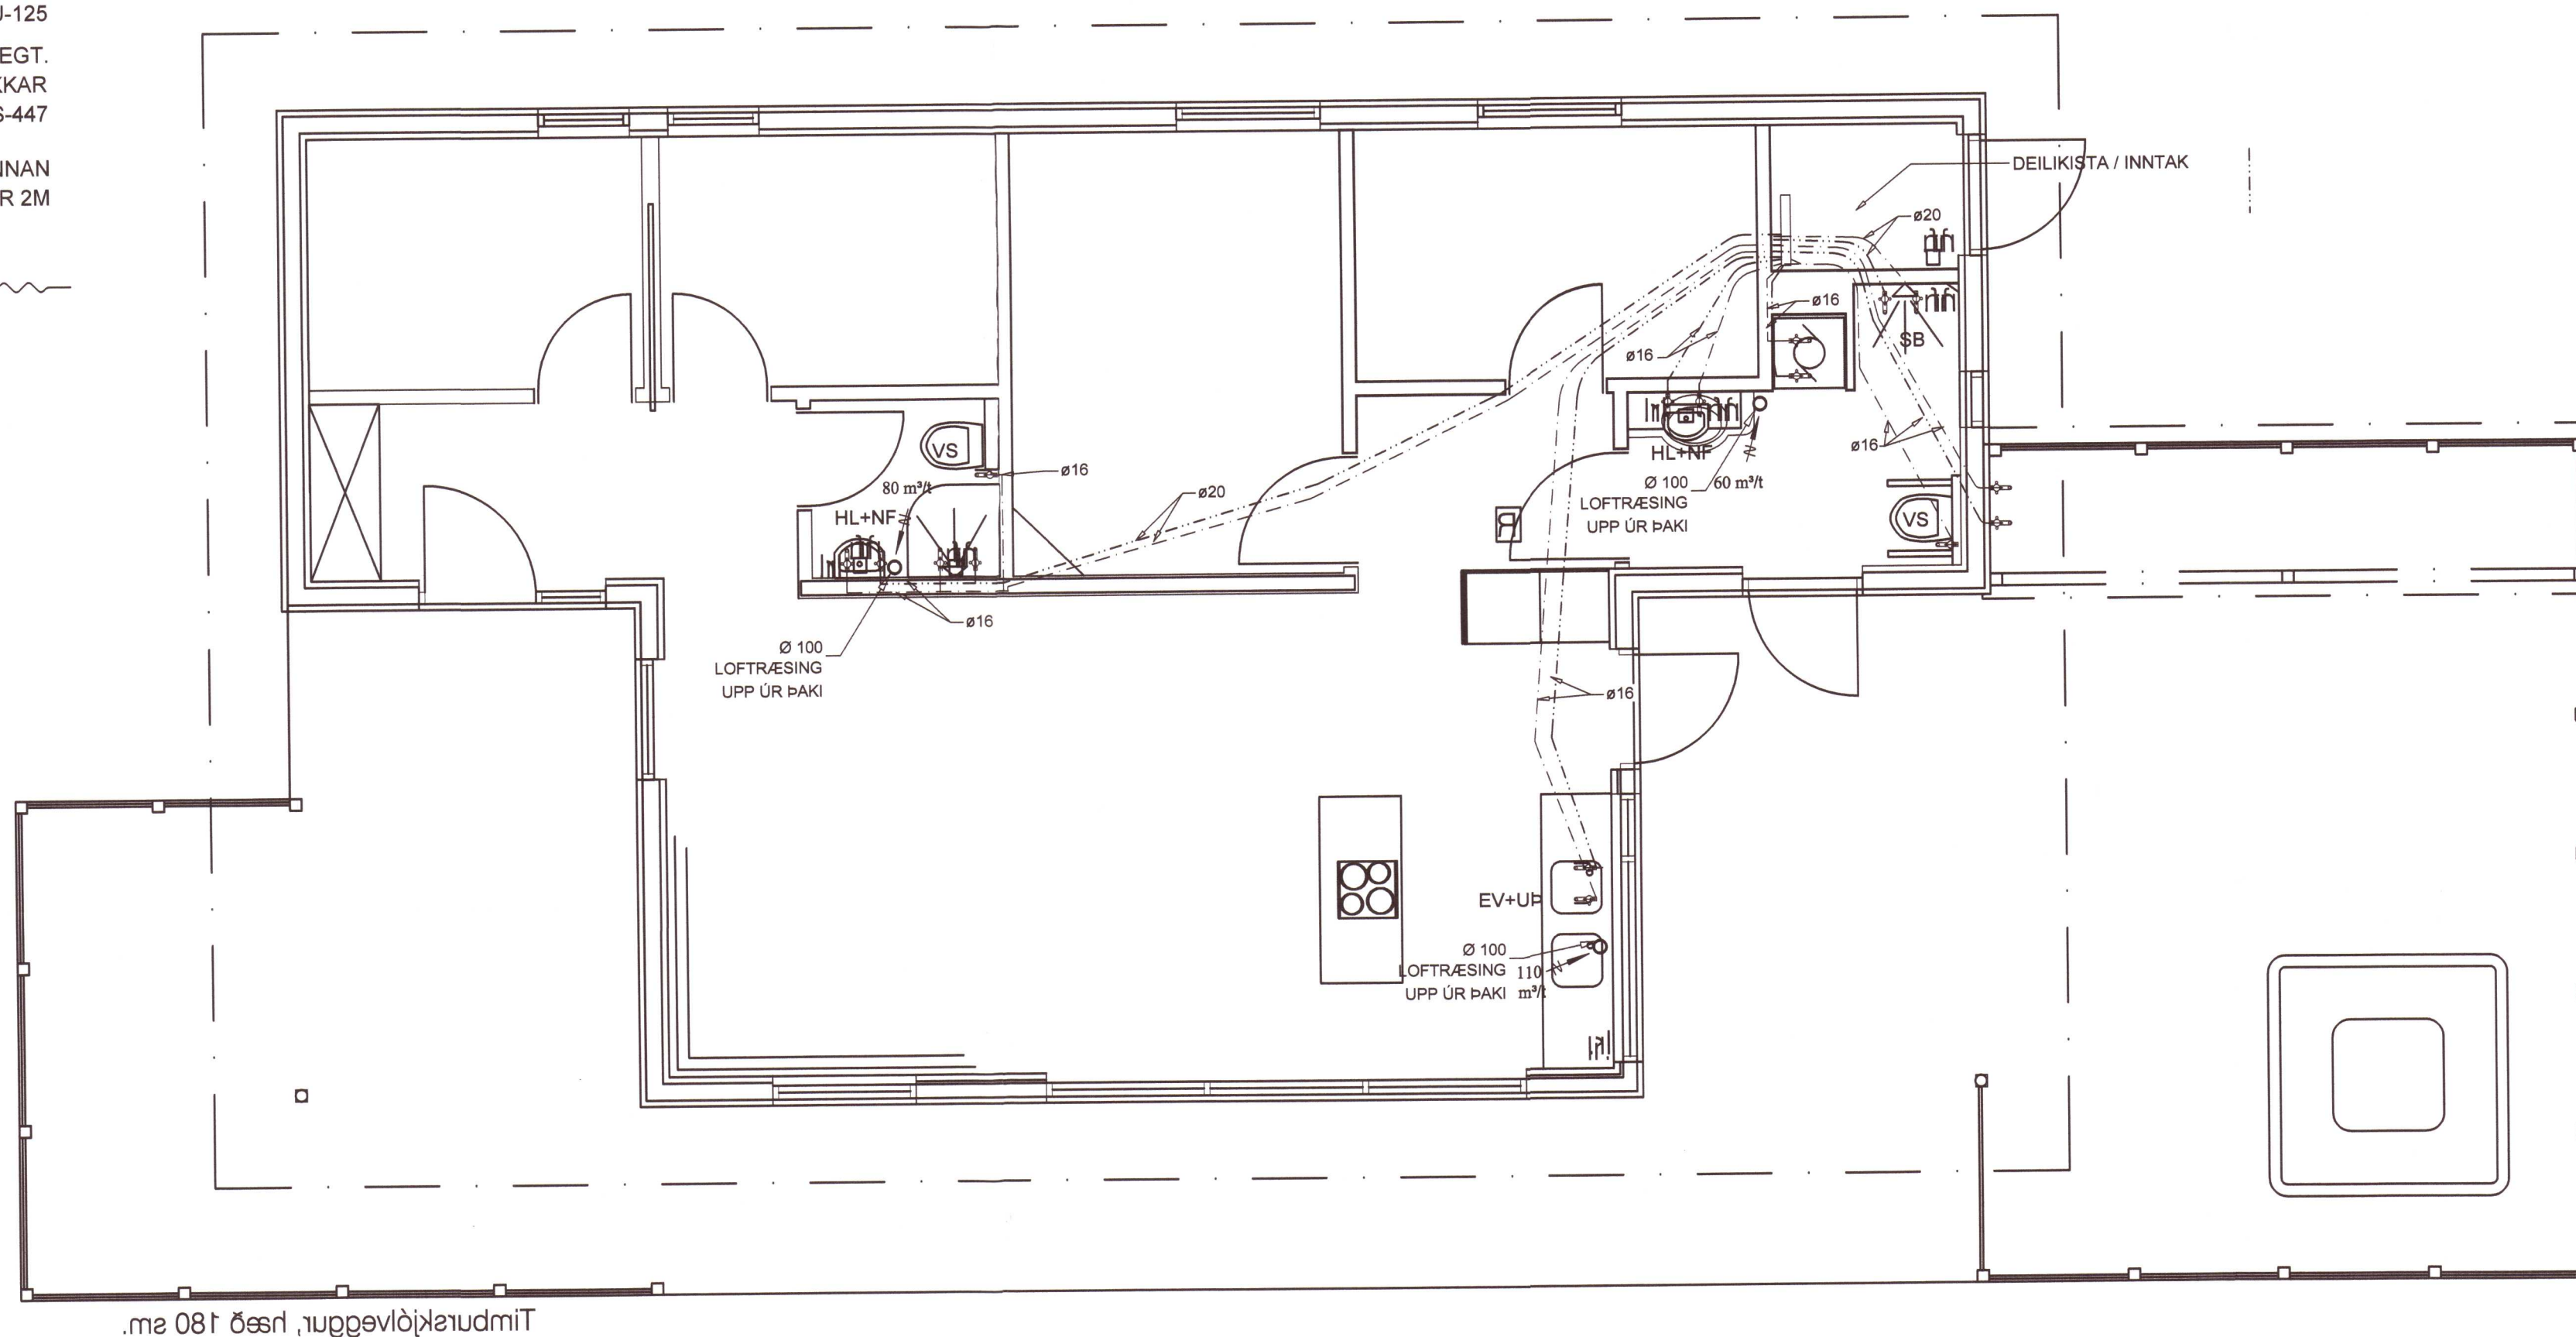 J-125
EGT.
KKAR
S-447
NNAN
R 2M
DEILIKISTA / INNTAK
ø20
ø16
SB
ø16
HL+NF
Ø 100
LOFTRÆSING
UPP ÚR ÞAKI
60 m³/t
ø16
VS
VS
ø16
80 m³/t
HL+NF
ø20
R
ø16
Ø 100
LOFTRÆSING
UPP ÚR ÞAKI
ø16
EV+UÞ
Ø 100
LOFTRÆSING 110
UPP ÚR ÞAKI m³/t
Timburskjólveggur, hæð 180 sm.